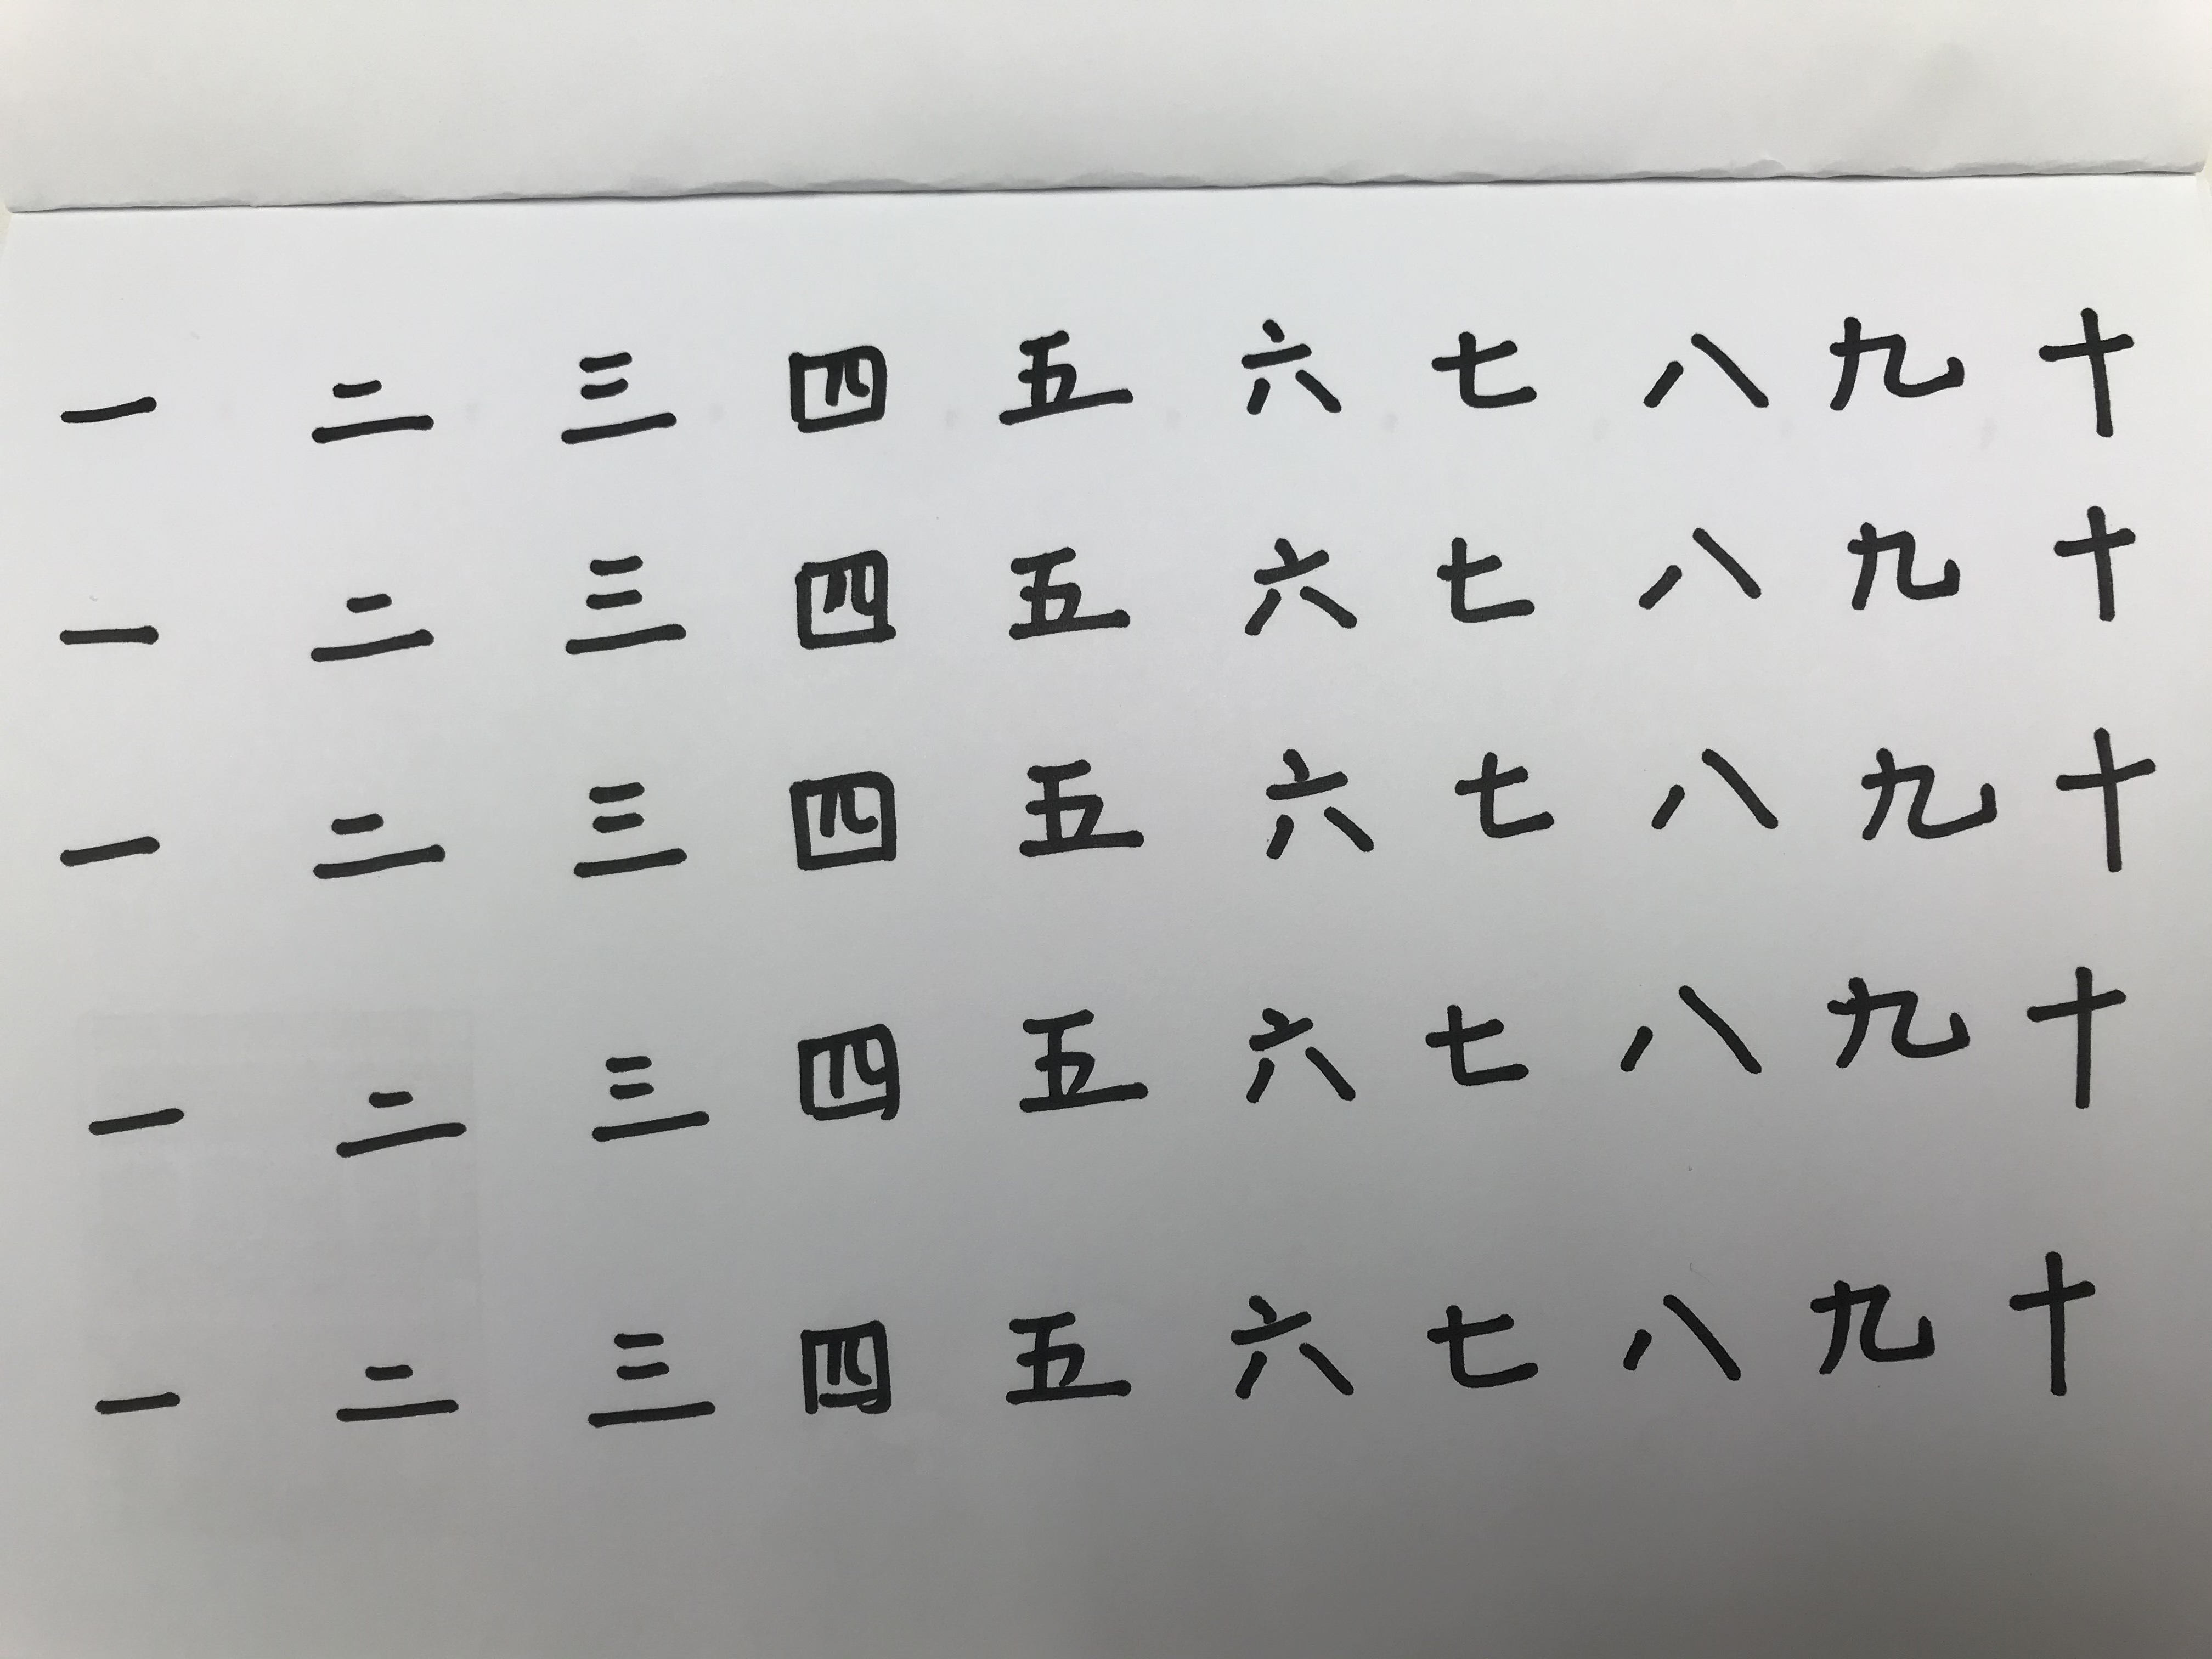 一 二 三 四 五 六 七 八 九 十
一 二 三 四 五 六 七 八 九 十
一 二 三 四 五 六 七 八 九 十
一 二 三 四 五 六 七 八 九 十
一 二 三 四 五 六 七 八 九 十